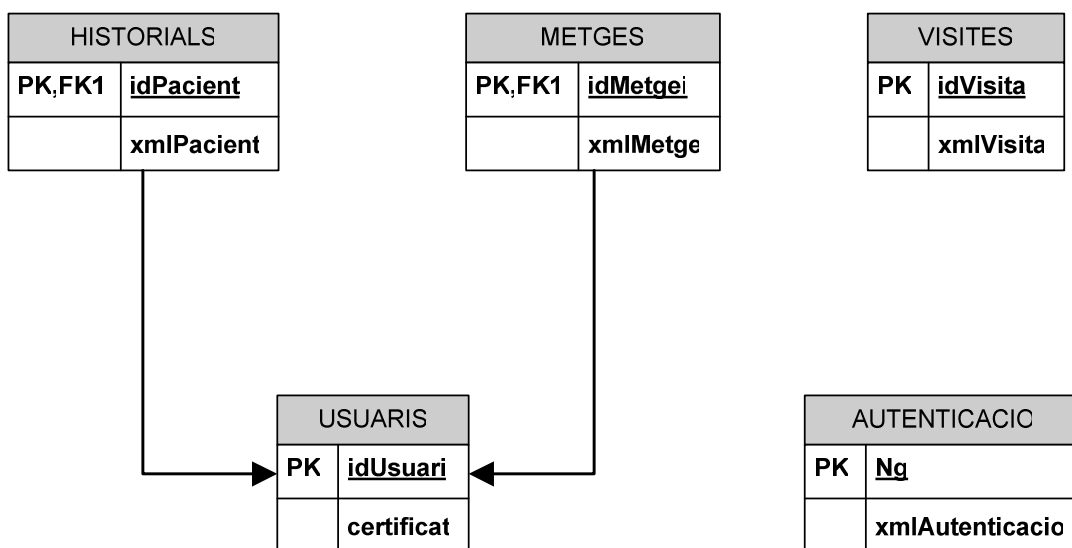 HISTORIALS
PK,FK1 idPacient
xmlPacient
METGES
PK,FK1 idMetgei
xmlMetge
VISITES
PK idVisita
xmlVisita
USUARIS
PK idUsuari
certificat
AUTENTICACIO
PK Ng
xmlAutenticacio